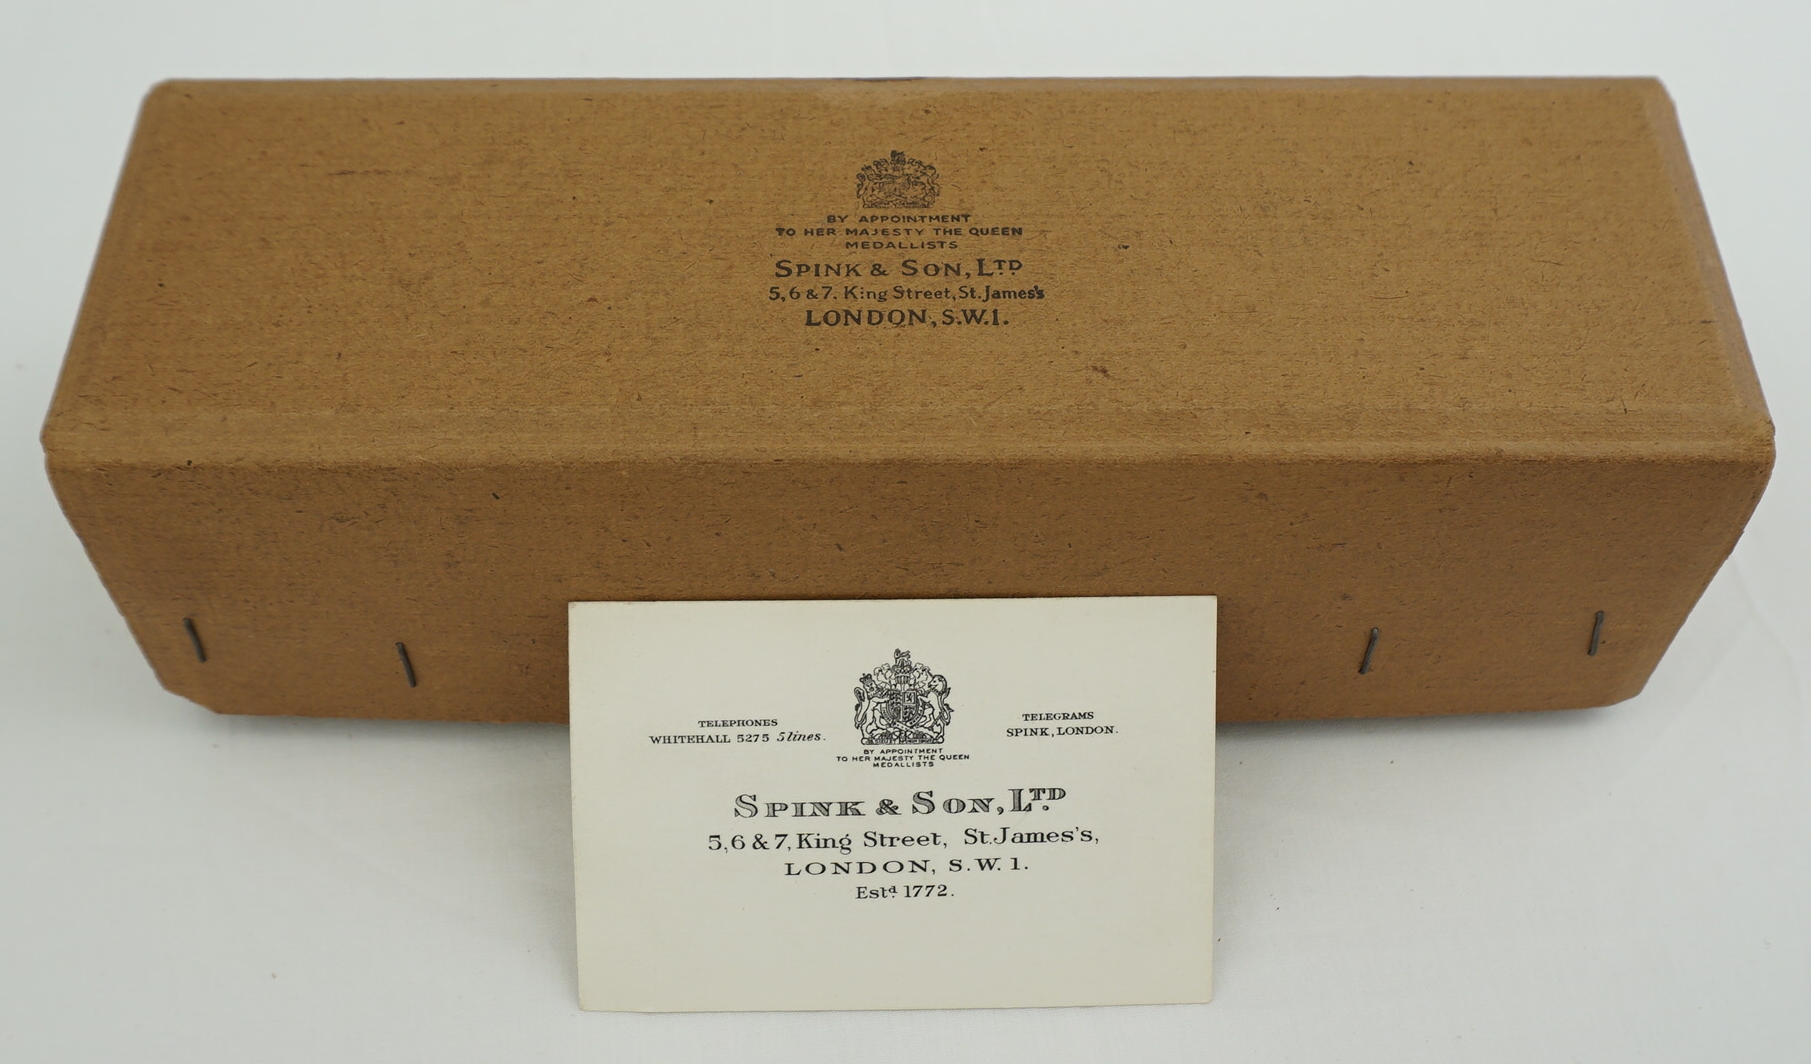 BY APPOINTMENT
TO HER MAJESTY THE QUEEN
MEDALLISTS
SPINK & SON, LTD
5, 6 & 7. King Street, St. James's
LONDON, S.W.1.
TELEPHONES
WHITEHALL 5275 5 lines.
TELEGRAMS
SPINK, LONDON.
BY APPOINTMENT
TO HER MAJESTY THE QUEEN
MEDALLISTS
SPINK & SON, LTD.
5, 6 & 7, King Street, St. James's,
LONDON, S.W. 1.
Estd. 1772.